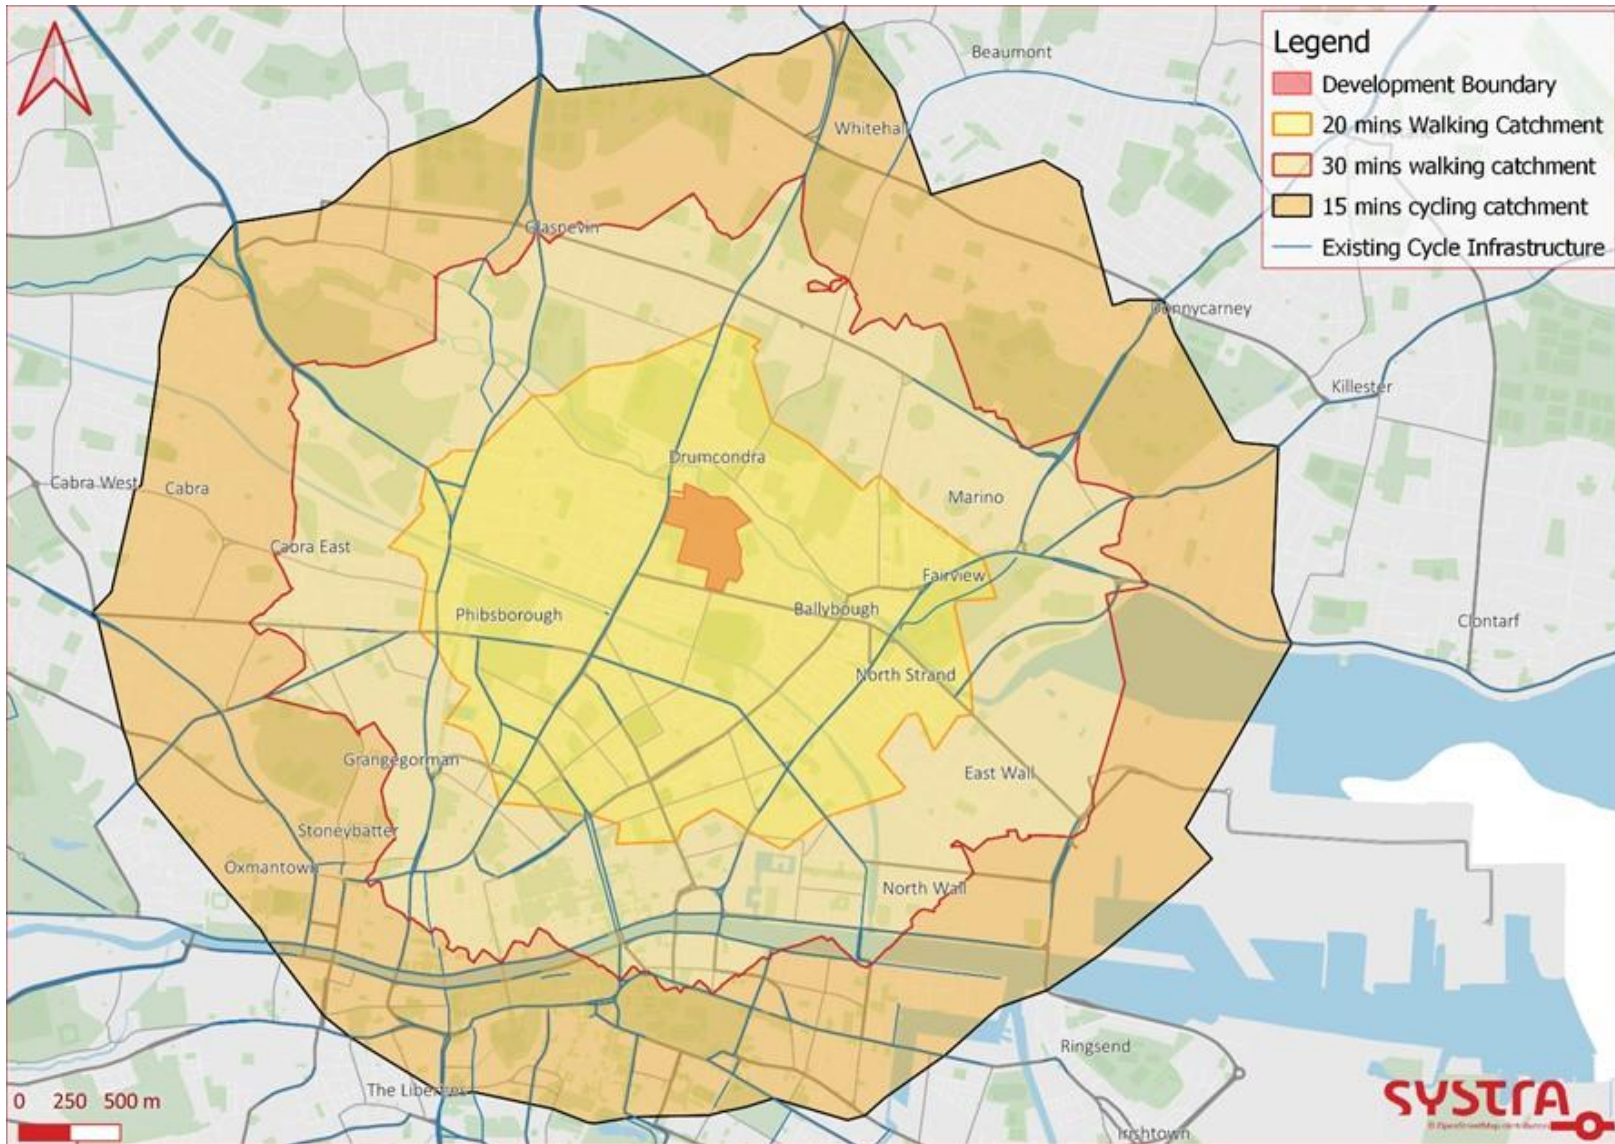 Legend
Development Boundary
20 mins Walking Catchment
30 mins walking catchment
15 mins cycling catchment
Existing Cycle Infrastructure
Beaumont
Whitehall
Glasnevin
Donnycarney
Killester
Drumcondra
Cabra West
Cabra
Marino
Cabra East
Fairview
Phibsborough
Ballybough
Clontarf
North Strand
Grangegorman
East Wall
Stoneybatter
Oxmantown
North Wall
Ringsend
The Liberties
Irishtown
0 250 500 m
SYSTRA
© OpenStreetMap contributors